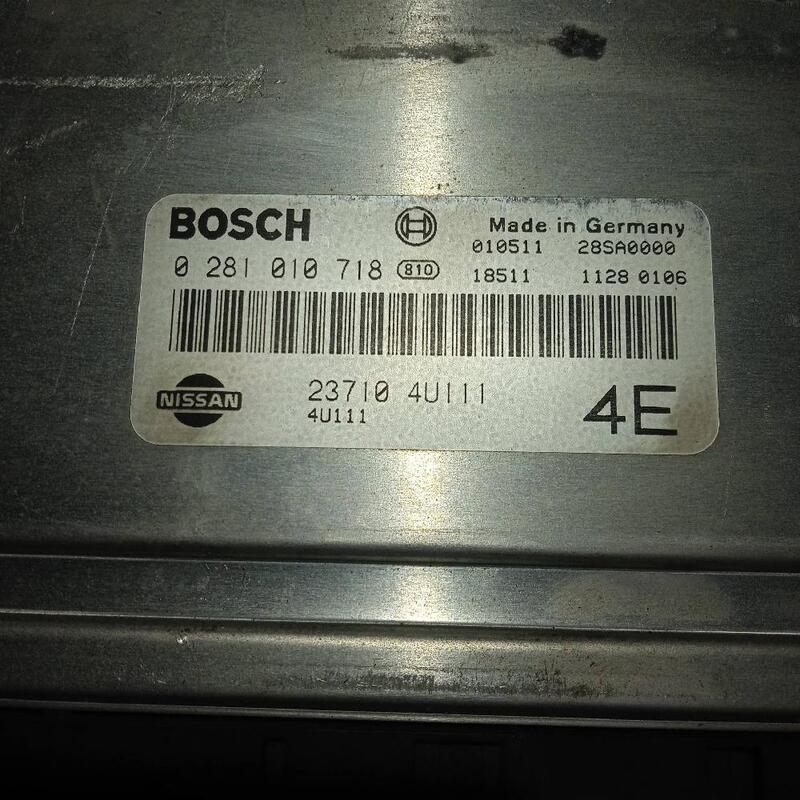 BOSCH
Made in Germany
010511 28SA0000
0 281 010 718 810
18511 1128 0106
NISSAN
23710 4U111
4U111
4E